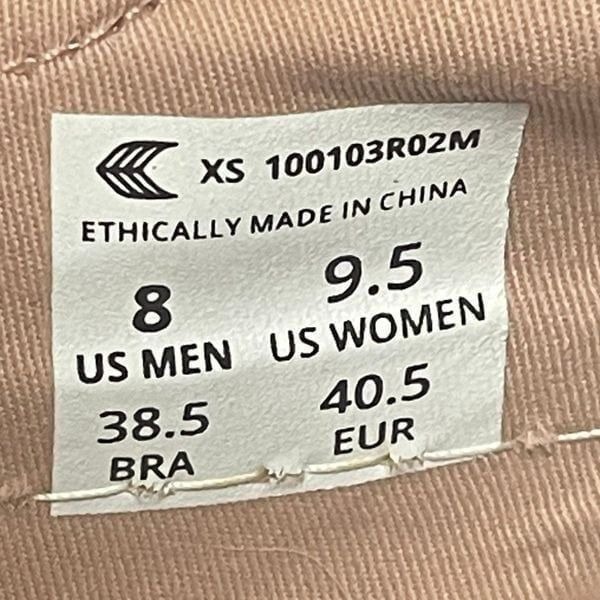 XS 100103R02M
ETHICALLY MADE IN CHINA
8 9.5
US MEN US WOMEN
38.5 40.5
BRA EUR